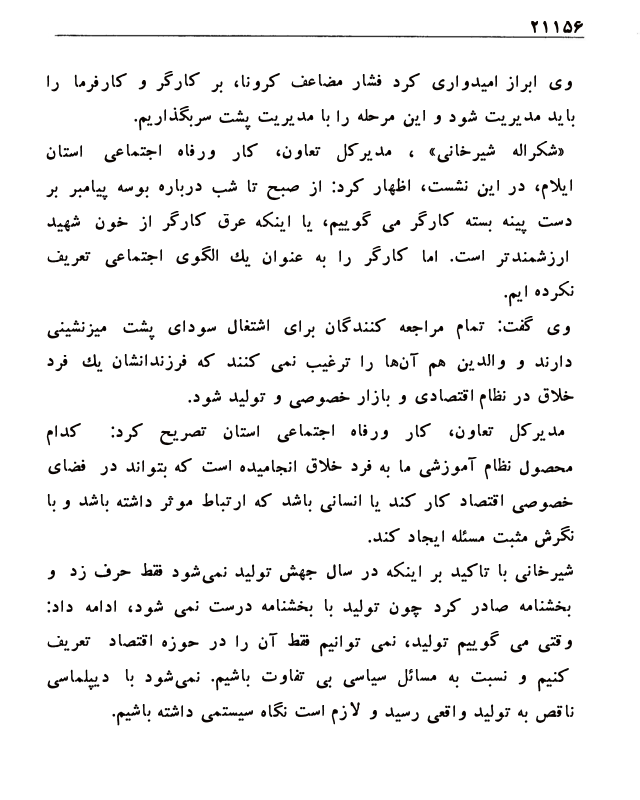 ۲۱۱۵۶
وی ابراز امیدواری کرد فشار مضاعف کرونا، بر کارگر و کارفرما را
باید مدیریت شود و این مرحله را با مدیریت پشت سربگذاریم.
«شکراله شیرخانی» ، مدیرکل تعاون، کار ورفاه اجتماعی استان
ایلام، در این نشست، اظهار کرد: از صبح تا شب درباره بوسه پیامبر بر
دست پینه بسته کارگر می گوییم، یا اینکه عرق کارگر از خون شهید
ارزشمندتر است. اما کارگر را به عنوان یك الگوی اجتماعی تعریف
نکرده ایم.
وی گفت: تمام مراجعه کنندگان برای اشتغال سودای پشت میزنشینی
دارند و والدین هم آن‌ها را ترغیب نمی کنند که فرزندانشان یك فرد
خلاق در نظام اقتصادی و بازار خصوصی و تولید شود.
مدیرکل تعاون، کار ورفاه اجتماعی استان تصریح کرد: کدام
محصول نظام آموزشی ما به فرد خلاق انجامیده است که بتواند در فضای
خصوصی اقتصاد کار کند یا انسانی باشد که ارتباط موثر داشته باشد و با
نگرش مثبت مسئله ایجاد کند.
شیرخانی با تاکید بر اینکه در سال جهش تولید نمی‌شود فقط حرف زد و
بخشنامه صادر کرد چون تولید با بخشنامه درست نمی شود، ادامه داد:
وقتی می گوییم تولید، نمی توانیم فقط آن را در حوزه اقتصاد تعریف
کنیم و نسبت به مسائل سیاسی بی تفاوت باشیم. نمی‌شود با دیپلماسی
ناقص به تولید واقعی رسید و لازم است نگاه سیستمی داشته باشیم.